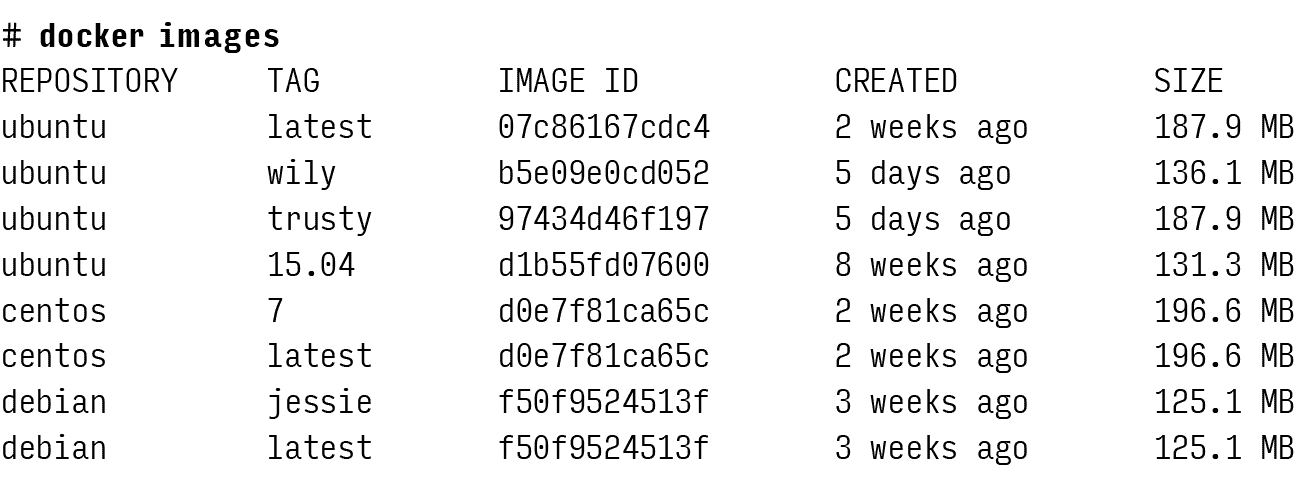 # docker images
REPOSITORY TAG IMAGE ID CREATED SIZE
ubuntu latest 07c86167cdc4 2 weeks ago 187.9 MB
ubuntu wily b5e09e0cd052 5 days ago 136.1 MB
ubuntu trusty 97434d46f197 5 days ago 187.9 MB
ubuntu 15.04 d1b55fd07600 8 weeks ago 131.3 MB
centos 7 d0e7f81ca65c 2 weeks ago 196.6 MB
centos latest d0e7f81ca65c 2 weeks ago 196.6 MB
debian jessie f50f9524513f 3 weeks ago 125.1 MB
debian latest f50f9524513f 3 weeks ago 125.1 MB